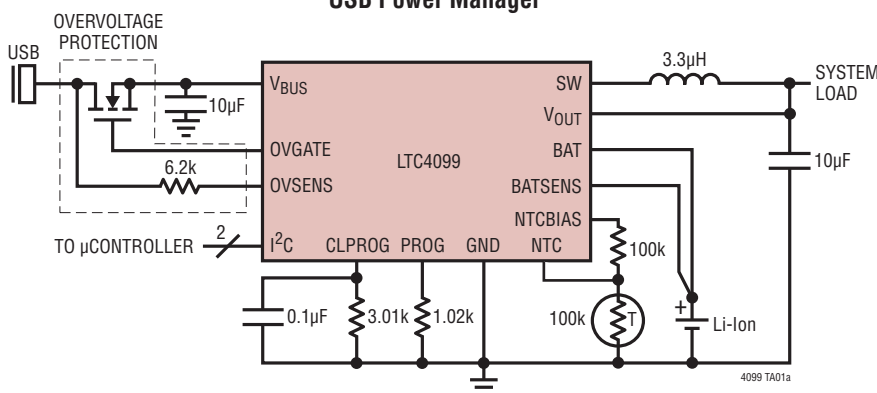 USB Power Manager
OVERVOLTAGE
PROTECTION
USB
10µF
6.2k
TO µCONTROLLER
2
VBUS
OVGATE
OVSENS
I2C
CLPROG
PROG
GND
NTC
LTC4099
SW
VOUT
BAT
BATSENS
NTCBIAS
3.3µH
SYSTEM
LOAD
10µF
100k
0.1µF
3.01k
1.02k
100k
T
+
Li-Ion
4099 TA01a